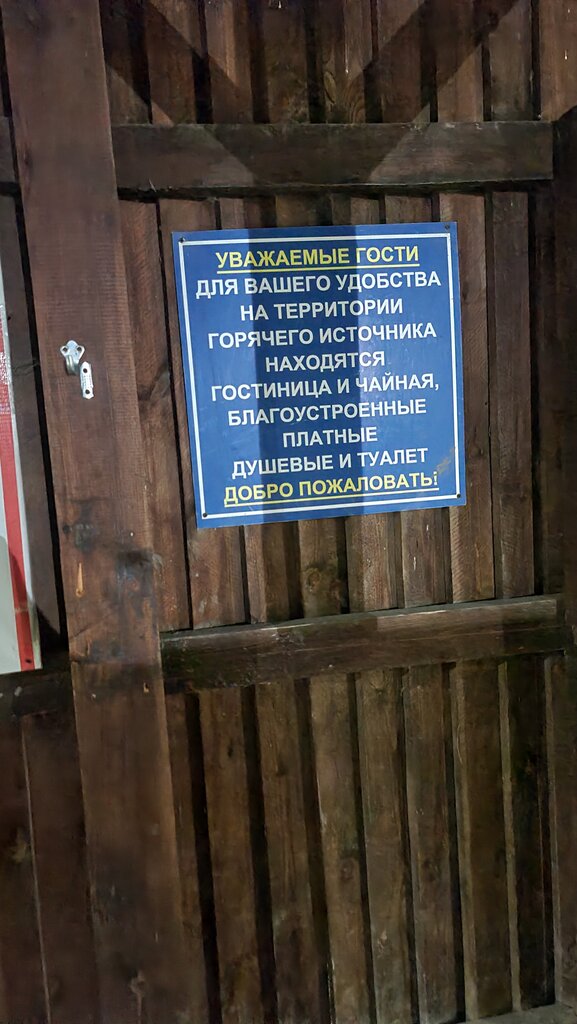 УВАЖАЕМЫЕ ГОСТИ
ДЛЯ ВАШЕГО УДОБСТВА
НА ТЕРРИТОРИИ
ГОРЯЧЕГО ИСТОЧНИКА
НАХОДЯТСЯ
ГОСТИНИЦА И ЧАЙНАЯ,
БЛАГОУСТРОЕННЫЕ
ПЛАТНЫЕ
ДУШЕВЫЕ И ТУАЛЕТ
ДОБРО ПОЖАЛОВАТЬ!